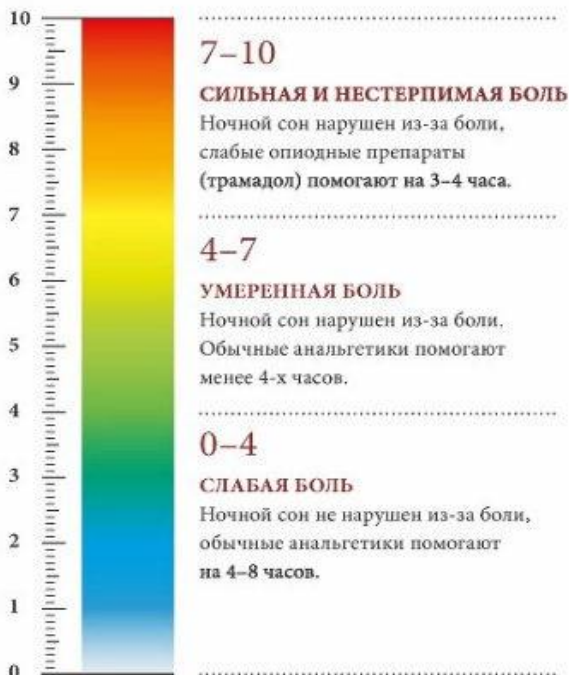 10
9
8
7
6
5
4
3
2
1
0
7–10
СИЛЬНАЯ И НЕСТЕРПИМАЯ БОЛЬ
Ночной сон нарушен из-за боли,
слабые опиодные препараты
(трамадол) помогают на 3–4 часа.
4–7
УМЕРЕННАЯ БОЛЬ
Ночной сон нарушен из-за боли.
Обычные анальгетики помогают
менее 4-х часов.
0–4
СЛАБАЯ БОЛЬ
Ночной сон не нарушен из-за боли,
обычные анальгетики помогают
на 4–8 часов.